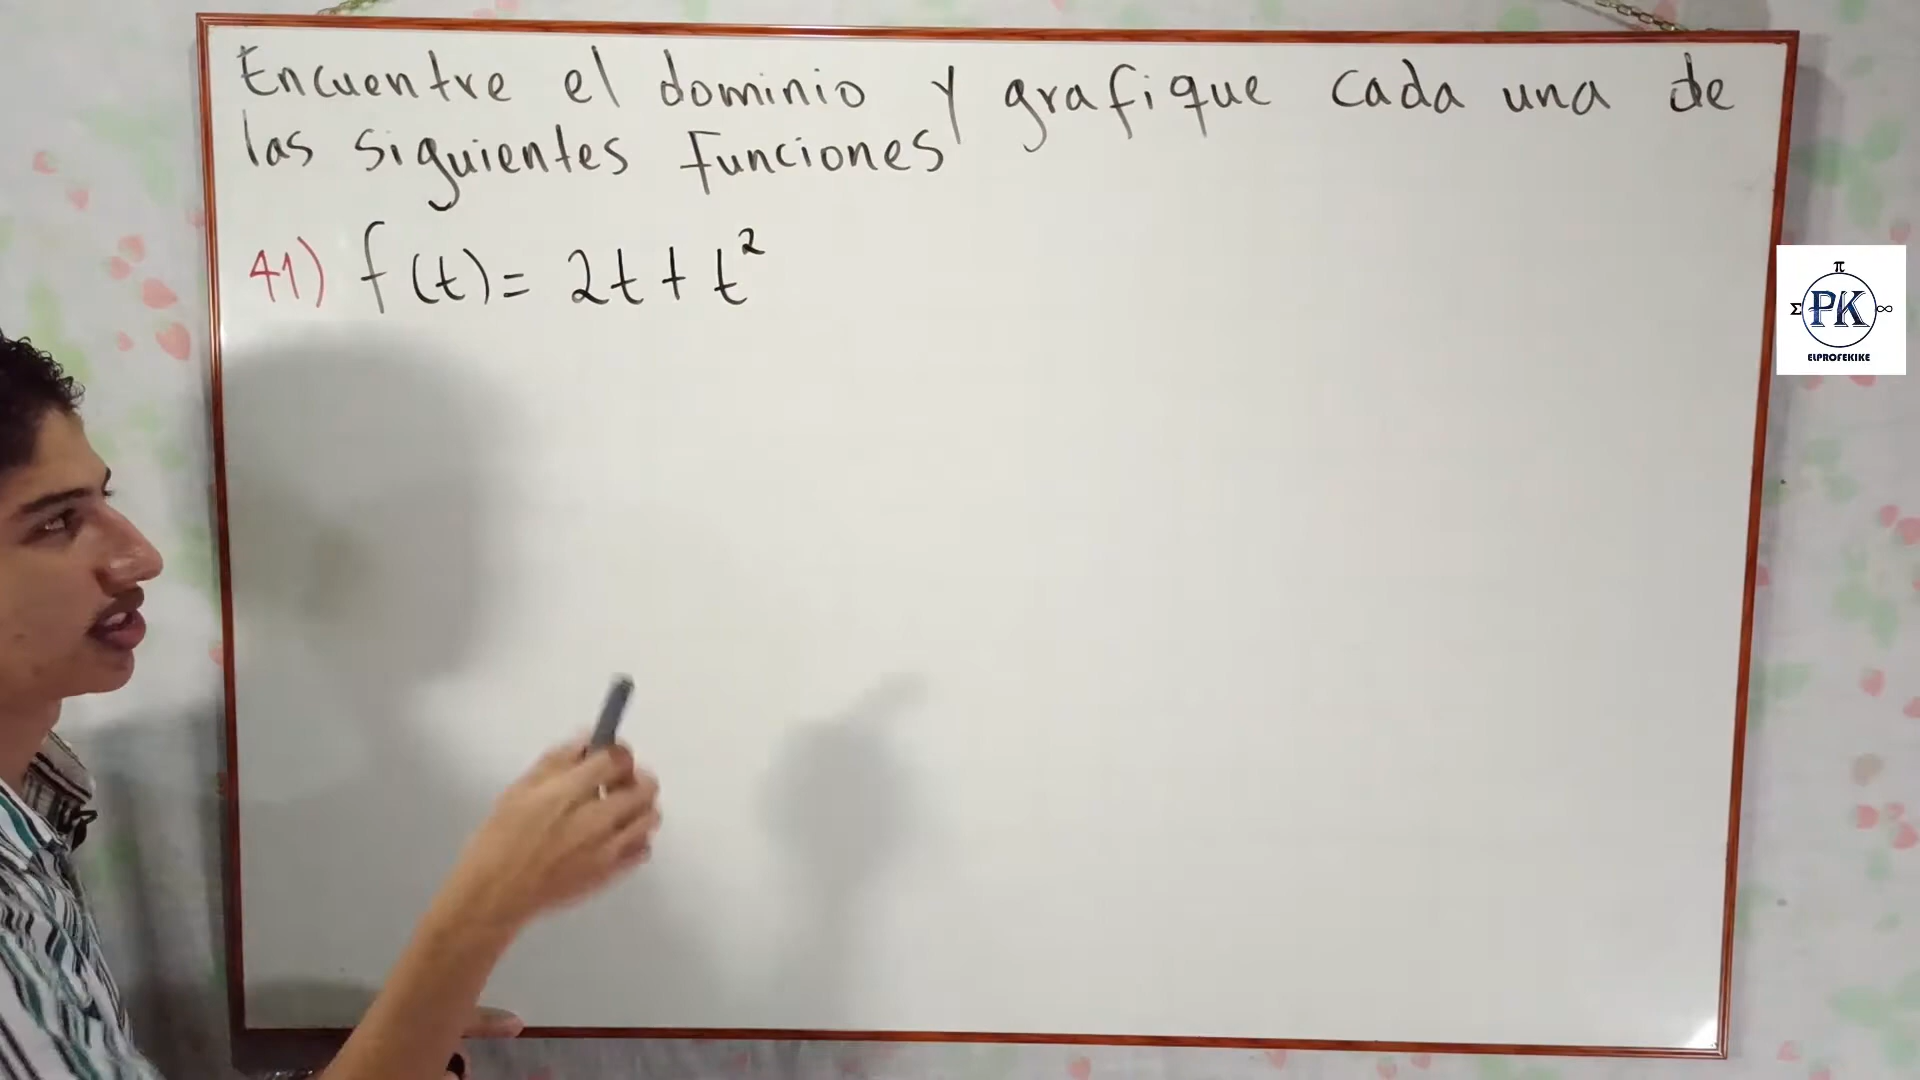 Encuentre el dominio y grafique cada una de
las siguientes funciones
41) f(t) = 2t + t²
π
Σ PK ∞
ELPROFEKIKE